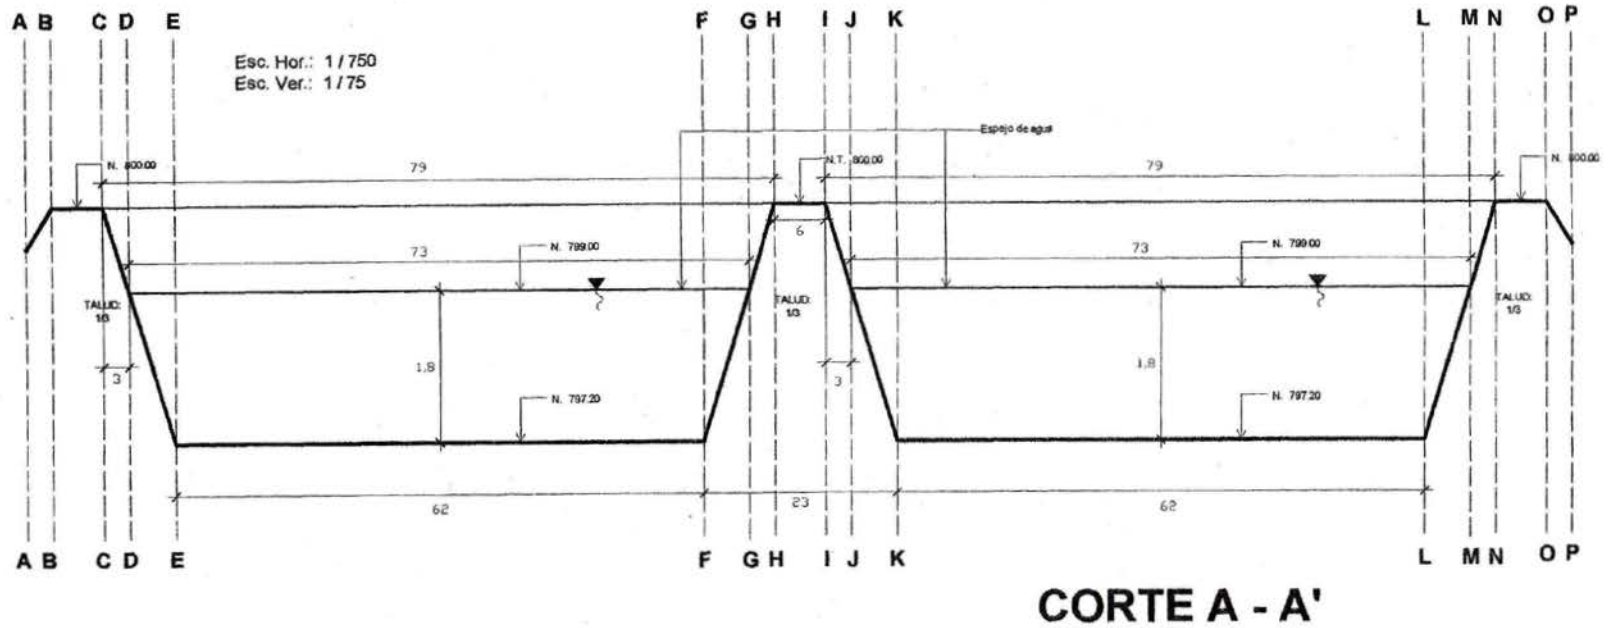 A B C D E F G H I J K L M N O P
Esc. Hor.: 1 / 750
Esc. Ver.: 1 / 75
Espejo de agua
N. 800.00
79
N.T. 800.00
79
N. 800.00
6
73
N. 799.00
73
N. 799.00
TALUD:
1/3
TALUD:
1/3
TALUD:
1/3
3
1,8
3
1,8
N. 797.20
N. 797.20
62
23
62
A B C D E F G H I J K L M N O P
CORTE A - A'